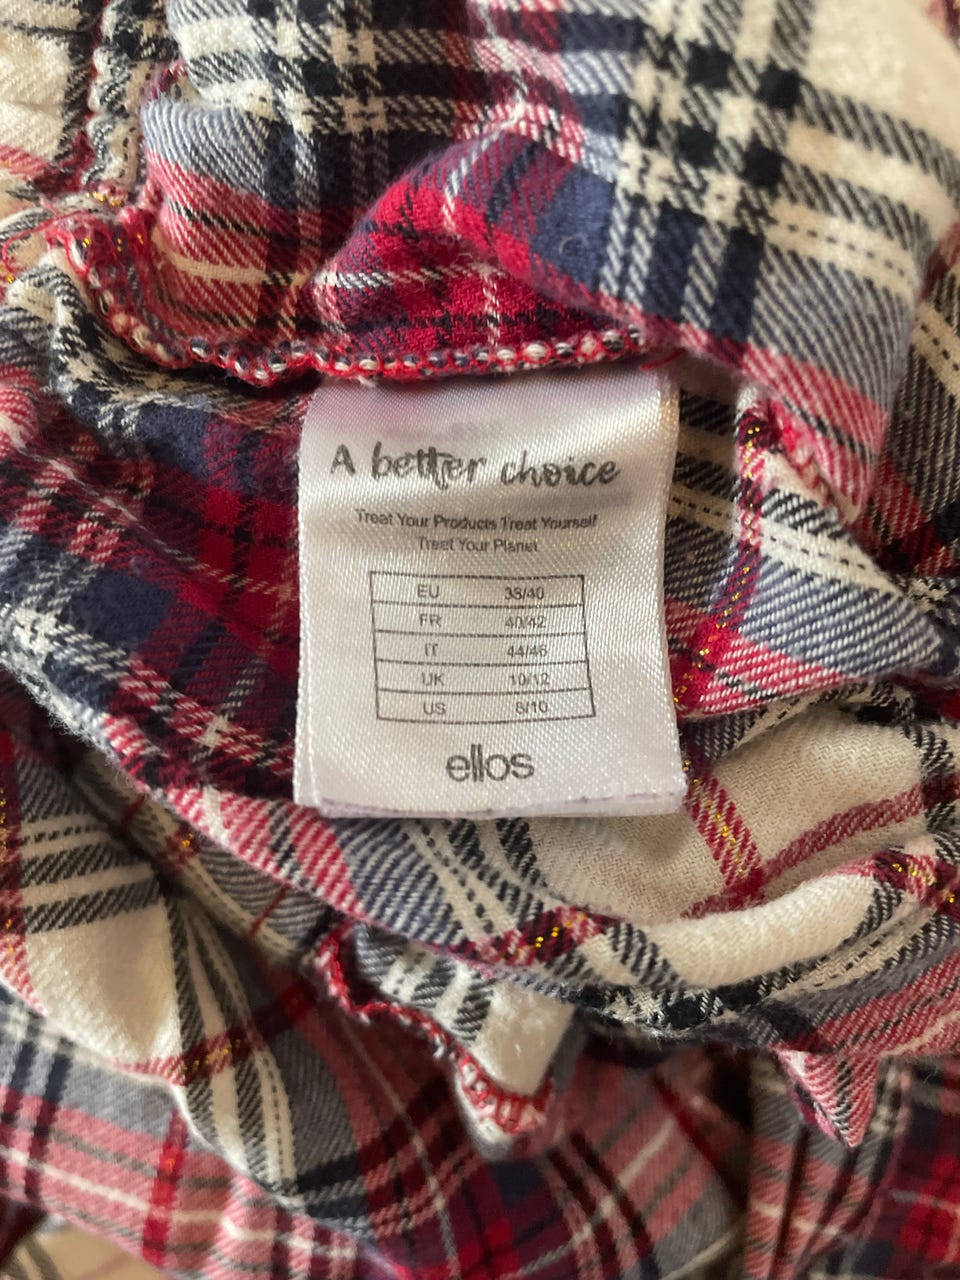 A better choice
Treat Your Products Treat Yourself
Treat Your Planet
EU 38/40
FR 40/42
IT 44/46
UK 10/12
US 8/10
ellos